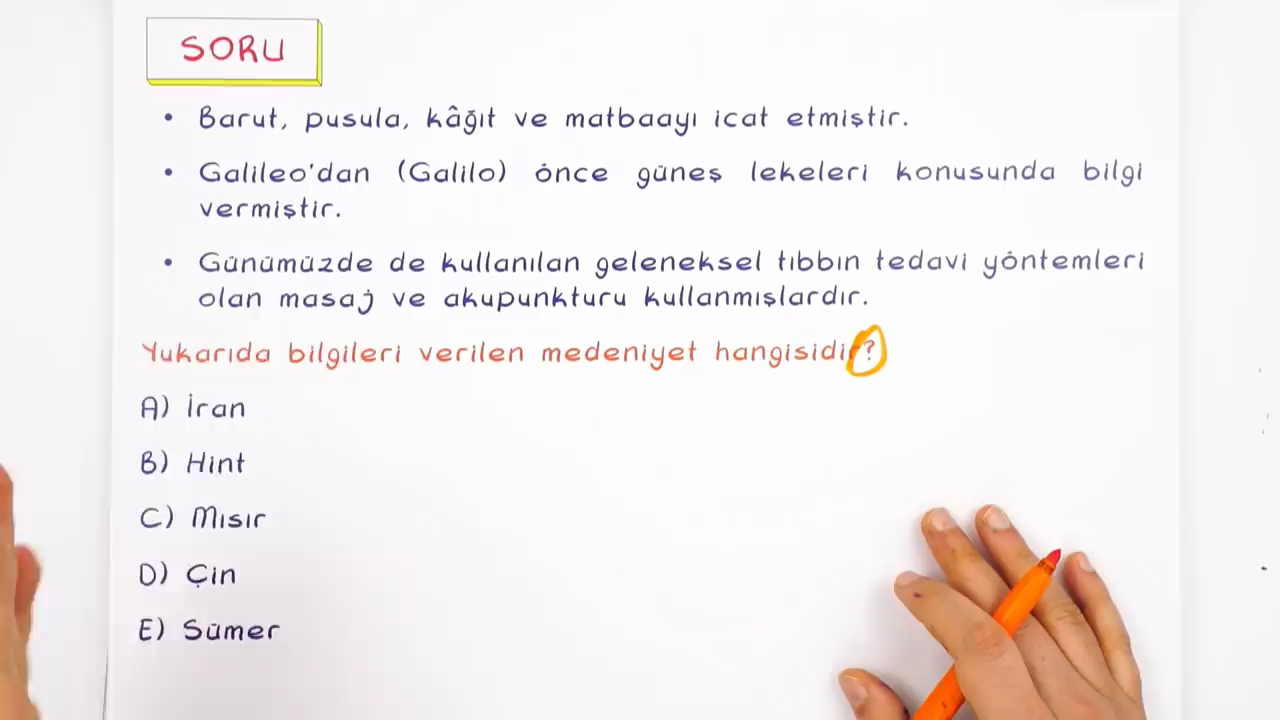 SORU
• Barut, pusula, kâğıt ve matbaayı icat etmiştir.
• Galileo'dan (Galilo) önce güneş lekeleri konusunda bilgi
vermiştir.
• Günümüzde de kullanılan geleneksel tıbbın tedavi yöntemleri
olan masaj ve akupunkturu kullanmışlardır.
Yukarıda bilgileri verilen medeniyet hangisidir?
A) İran
B) Hint
C) Mısır
D) Çin
E) Sümer